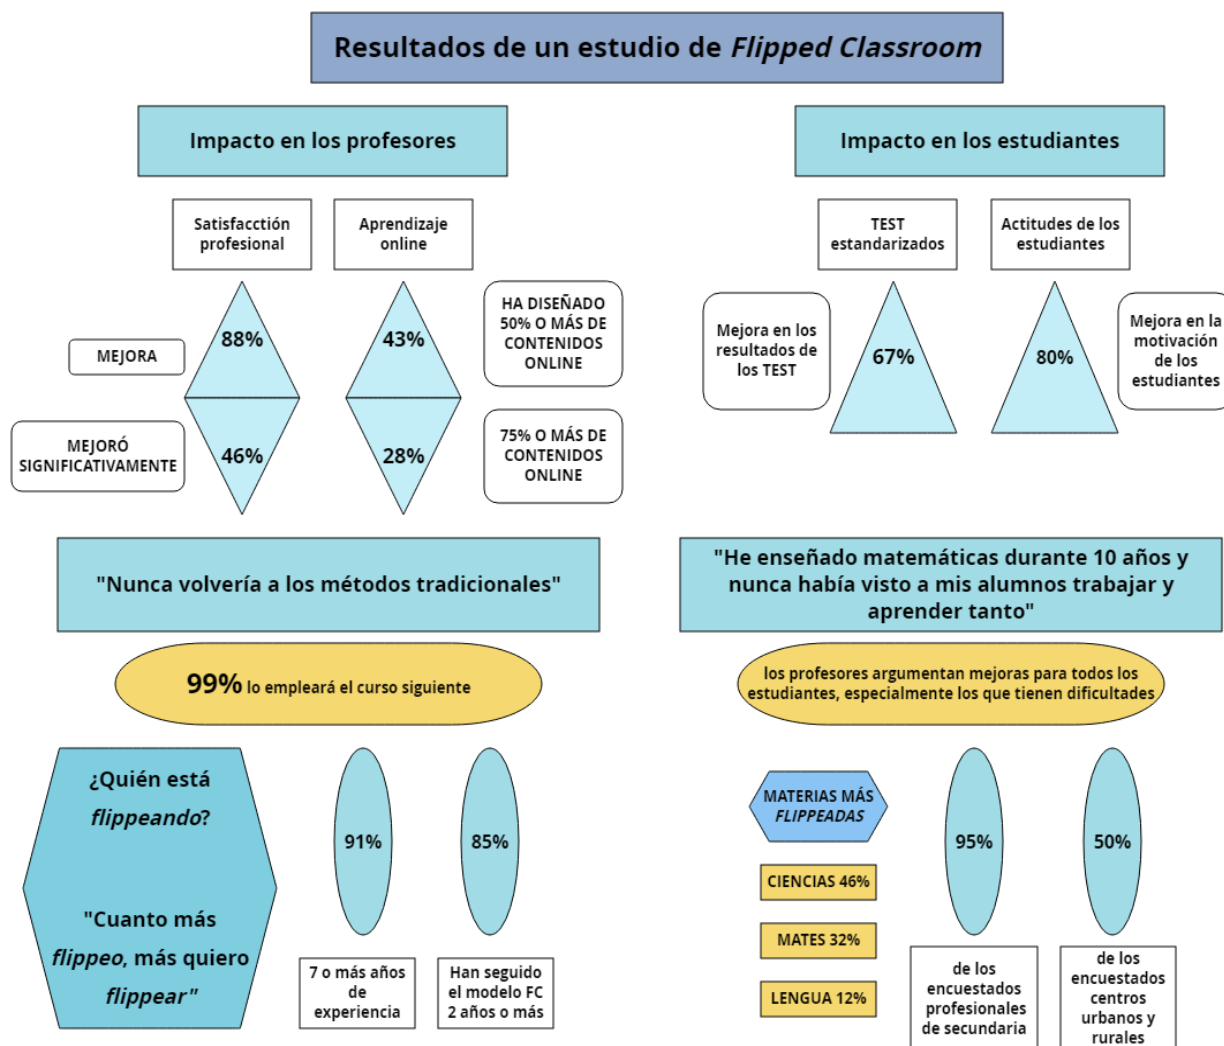 Resultados de un estudio de Flipped Classroom
Impacto en los profesores
Satisfacctión
profesional
Aprendizaje
online
MEJORA
88%
43%
HA DISEÑADO
50% O MÁS DE
CONTENIDOS
ONLINE
MEJORÓ
SIGNIFICATIVAMENTE
46%
28%
75% O MÁS DE
CONTENIDOS
ONLINE
Impacto en los estudiantes
TEST
estandarizados
Actitudes de los
estudiantes
Mejora en los
resultados de
los TEST
67%
80%
Mejora en la
motivación
de los
estudiantes
"Nunca volvería a los métodos tradicionales"
99% lo empleará el curso siguiente
"He enseñado matemáticas durante 10 años y
nunca había visto a mis alumnos trabajar y
aprender tanto"
los profesores argumentan mejoras para todos los
estudiantes, especialmente los que tienen dificultades
¿Quién está
flippeando?
"Cuanto más
flippeo, más quiero
flippear"
91%
7 o más años
de
experiencia
85%
Han seguido
el modelo FC
2 años o más
MATERIAS MÁS
FLIPPEADAS
CIENCIAS 46%
MATES 32%
LENGUA 12%
95%
de los
encuestados
profesionales
de secundaria
50%
de los
encuestados
centros
urbanos y
rurales